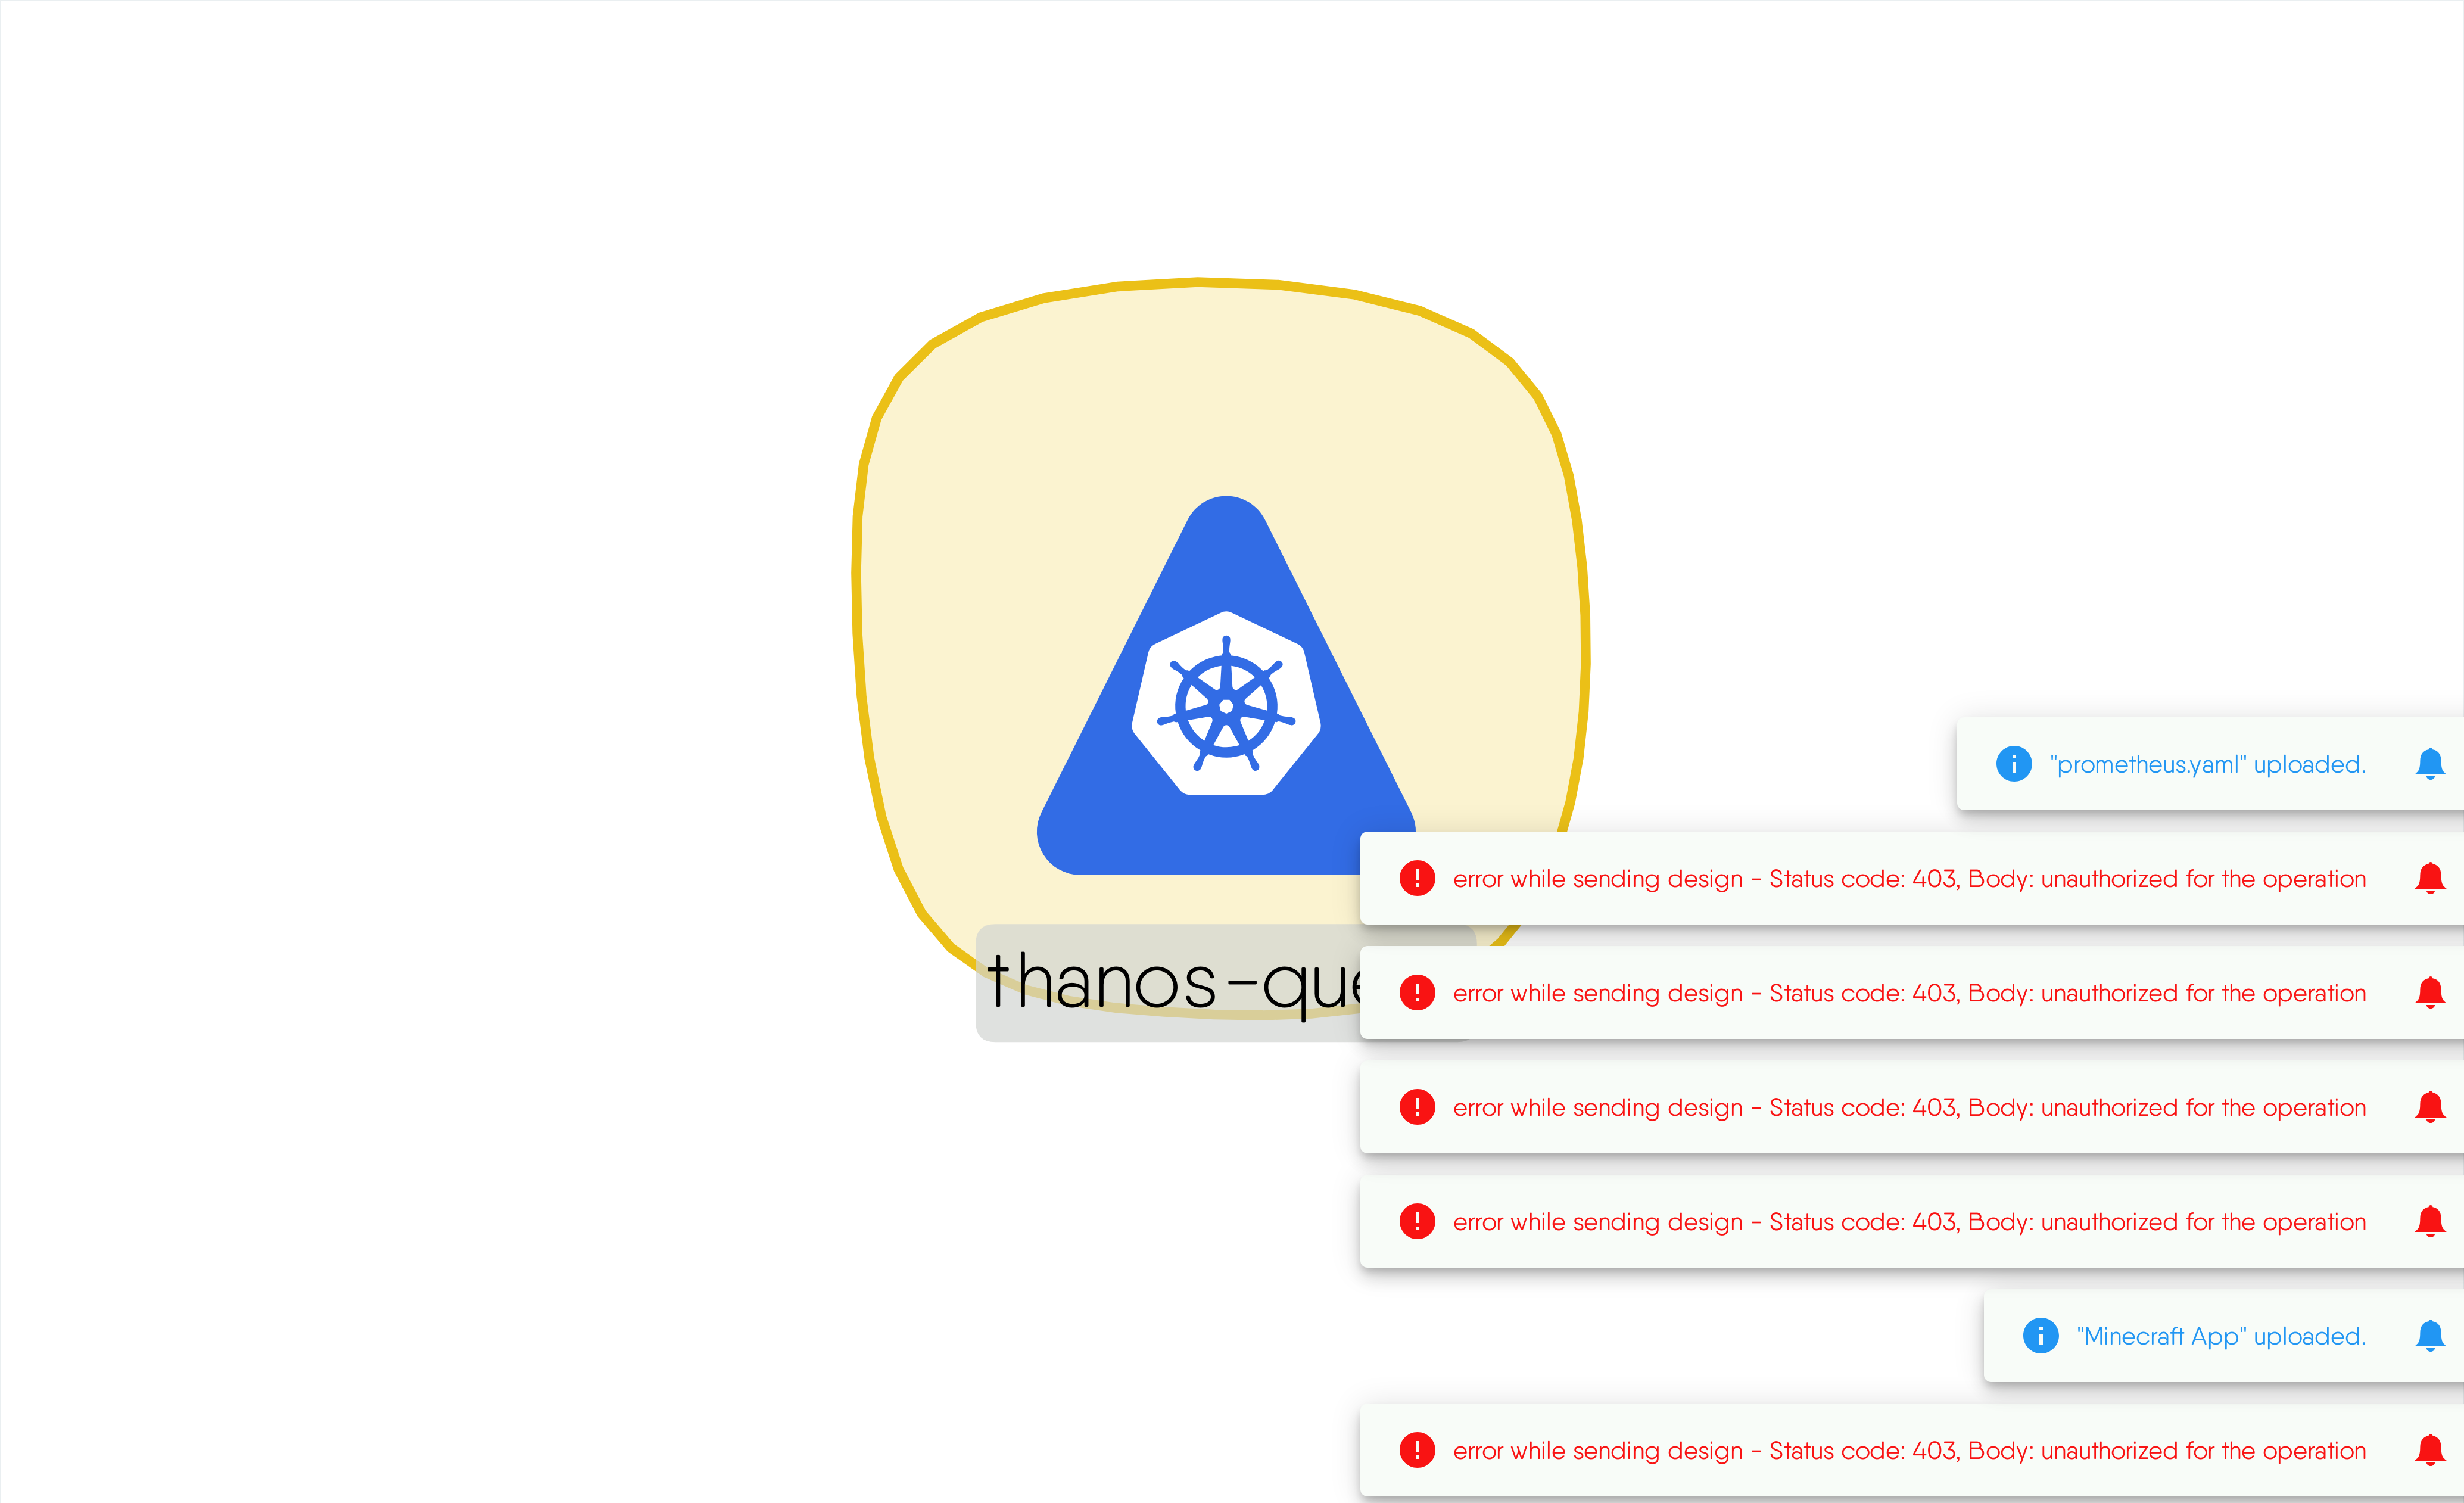 "prometheus.yaml" uploaded.
error while sending design - Status code: 403, Body: unauthorized for the operation
thanos-que
error while sending design - Status code: 403, Body: unauthorized for the operation
error while sending design - Status code: 403, Body: unauthorized for the operation
error while sending design - Status code: 403, Body: unauthorized for the operation
"Minecraft App" uploaded.
error while sending design - Status code: 403, Body: unauthorized for the operation